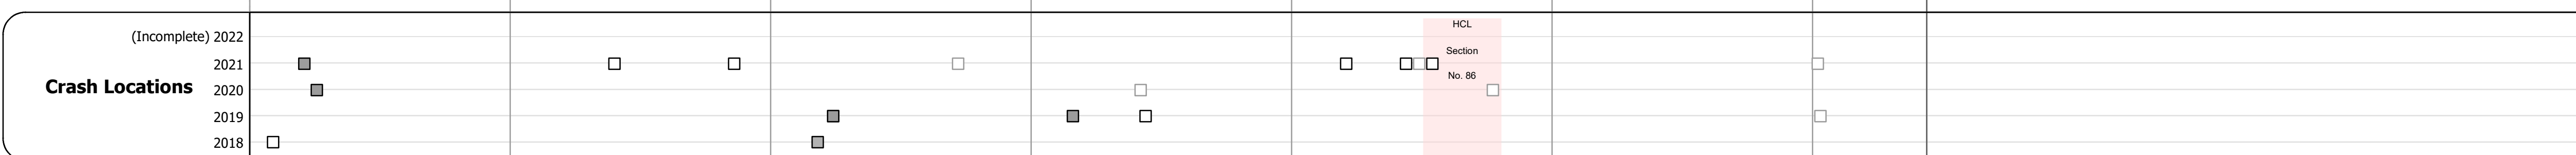 HCL
(Incomplete) 2022
Section
2021
No. 86
Crash Locations
2020
2019
2018